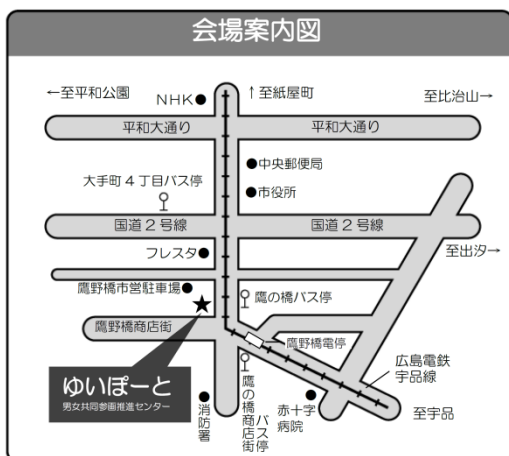 会場案内図
←至平和公園
NHK
↑至紙屋町
至比治山→
平和大通り
平和大通り
中央郵便局
大手町4丁目バス停
市役所
国道2号線
国道2号線
フレスタ
至出汐→
鷹野橋市営駐車場
鷹の橋バス停
鷹野橋商店街
鷹野橋電停
ゆいぽーと
男女共同参画推進センター
広島電鉄
宇品線
消防署
鷹の橋商店街
バス停
赤十字
病院
至宇品